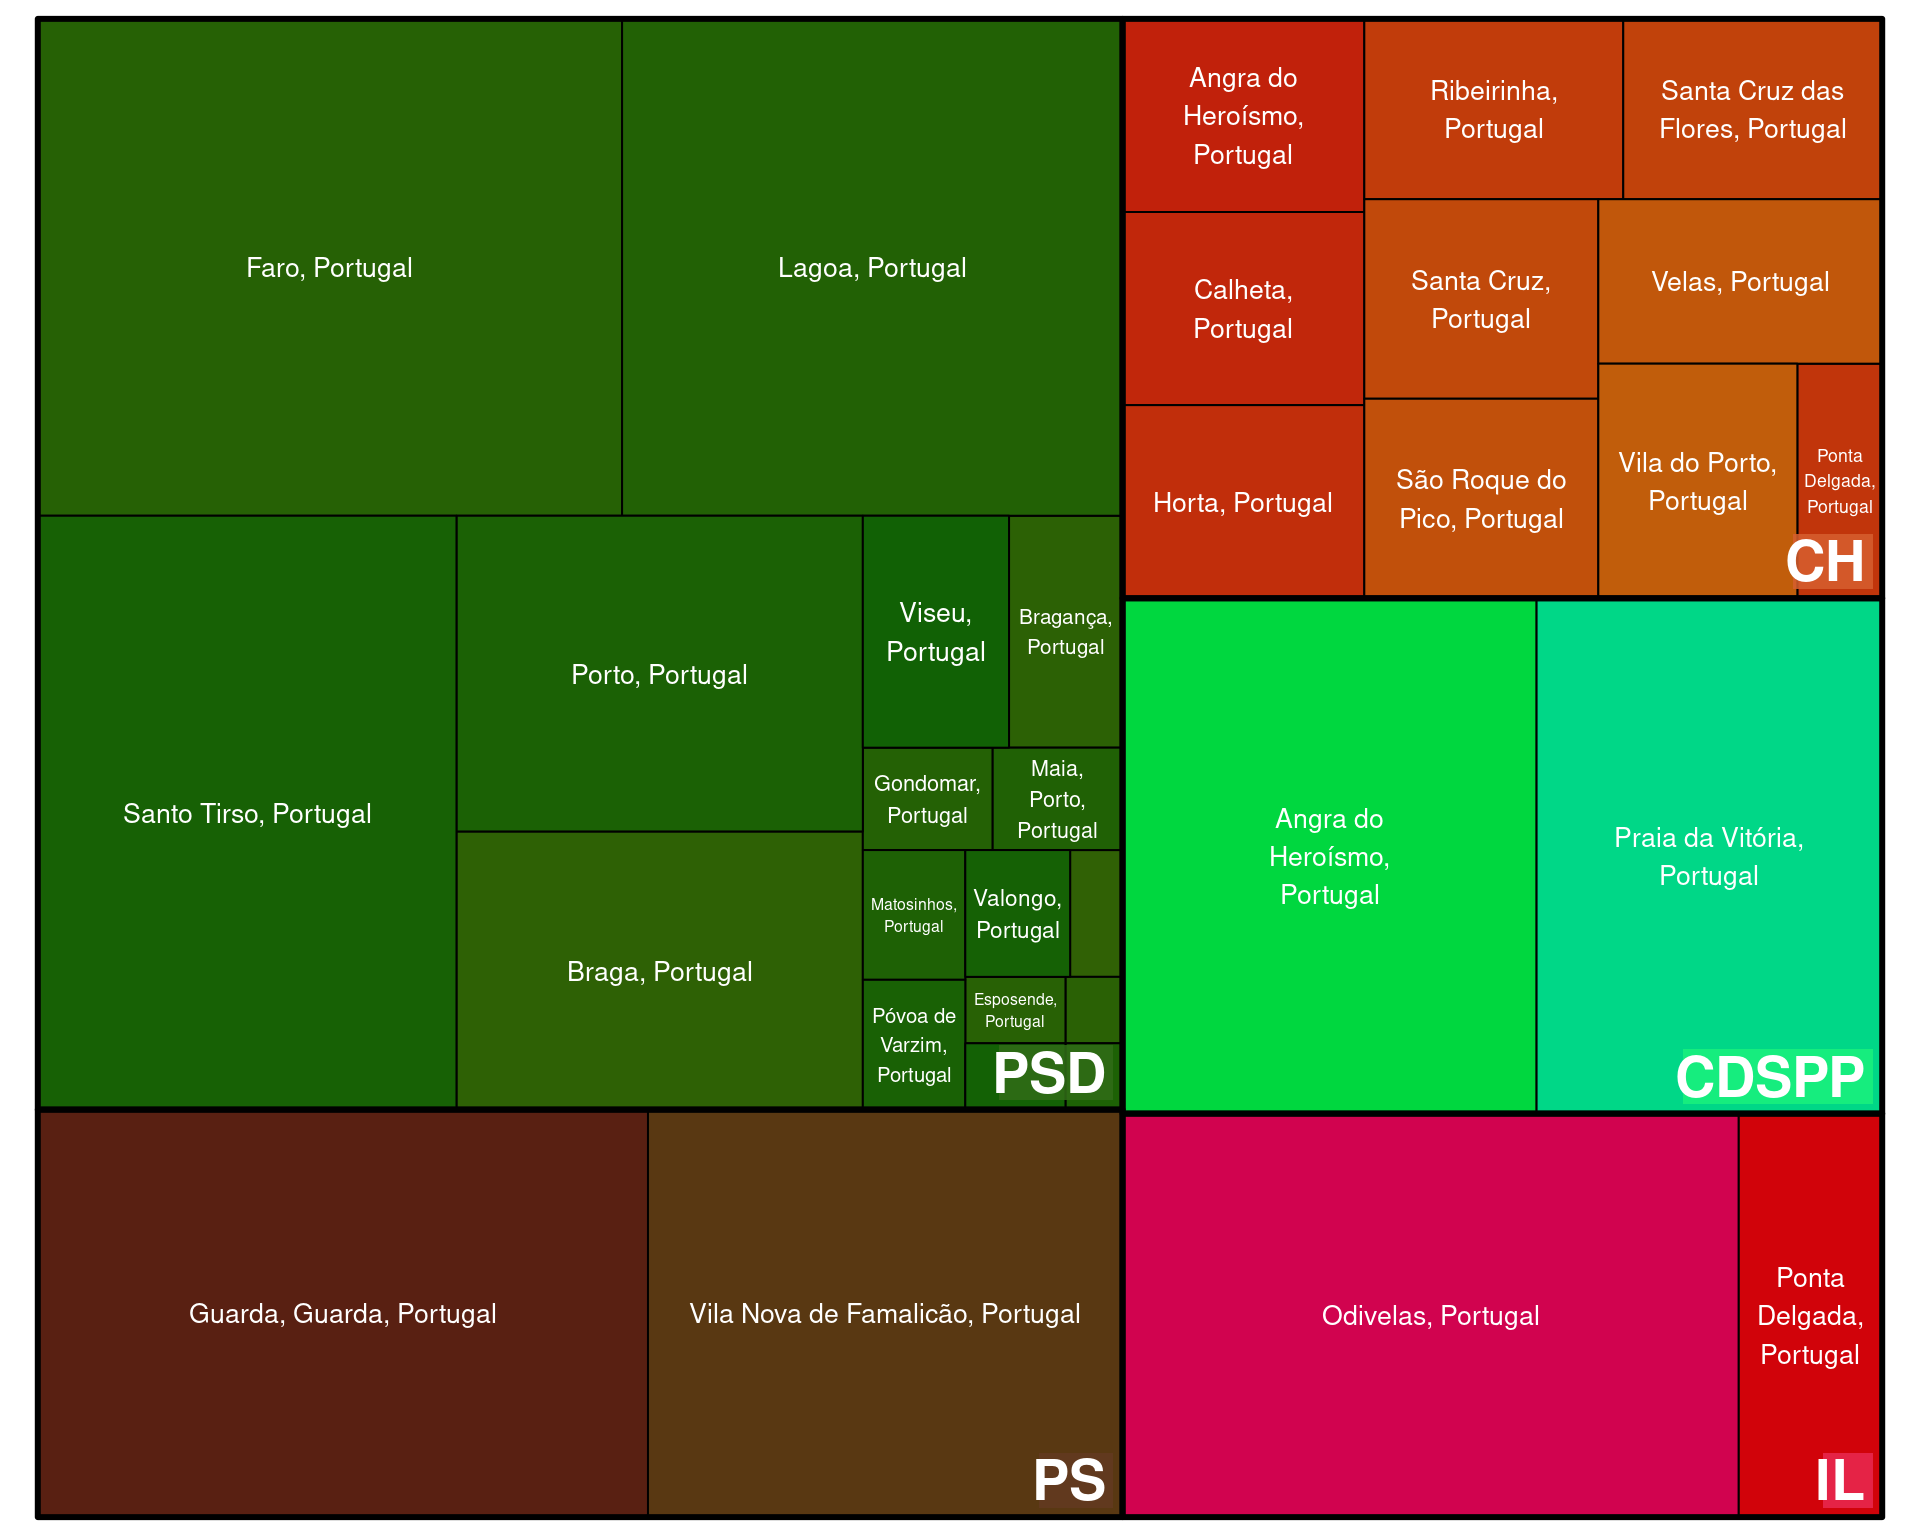 Faro, Portugal
Lagoa, Portugal
Santo Tirso, Portugal
Porto, Portugal
Braga, Portugal
Viseu,
Portugal
Bragança,
Portugal
Gondomar,
Portugal
Maia,
Porto,
Portugal
Matosinhos,
Portugal
Valongo,
Portugal
Póvoa de
Varzim,
Portugal
Esposende,
Portugal
PSD
Guarda, Guarda, Portugal
Vila Nova de Famalicão, Portugal
PS
Angra do
Heroísmo,
Portugal
Calheta,
Portugal
Horta, Portugal
Ribeirinha,
Portugal
Santa Cruz das
Flores, Portugal
Santa Cruz,
Portugal
Velas, Portugal
São Roque do
Pico, Portugal
Vila do Porto,
Portugal
Ponta
Delgada,
Portugal
CH
Angra do
Heroísmo,
Portugal
Praia da Vitória,
Portugal
CDSPP
Odivelas, Portugal
Ponta
Delgada,
Portugal
IL